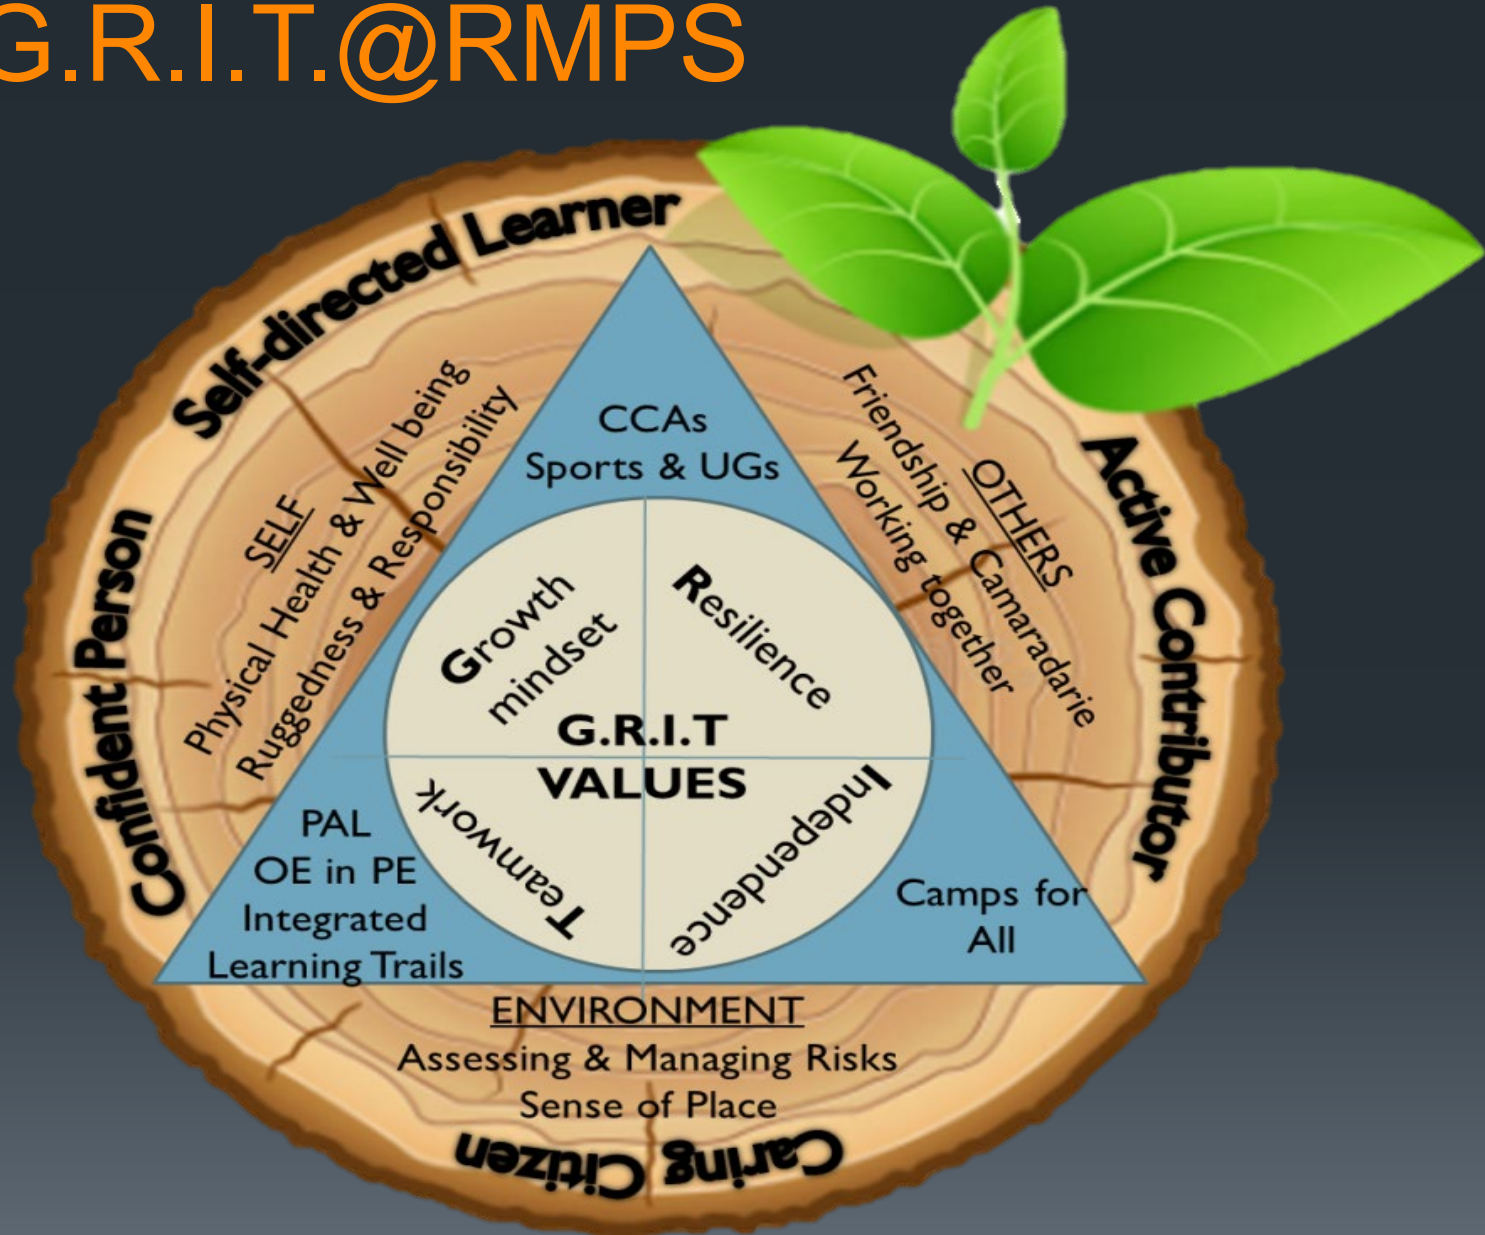 G.R.I.T.@RMPS
Self-directed Learner
Confident Person
Active Contributor
Caring Citizen
SELF
Physical Health & Well being
Ruggedness & Responsibility
OTHERS
Friendship & Camaradarie
Working together
CCAs
Sports & UGs
Growth
mindset
Resilience
G.R.I.T
VALUES
Teamwork
Independence
PAL
OE in PE
Integrated
Learning Trails
Camps for
All
ENVIRONMENT
Assessing & Managing Risks
Sense of Place